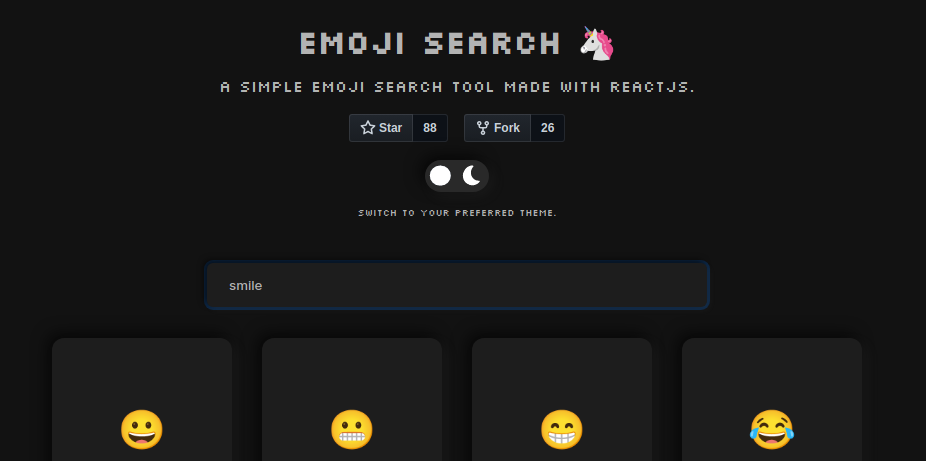 EMOJI SEARCH 🦄
A SIMPLE EMOJI SEARCH TOOL MADE WITH REACTJS.
Star 88 Fork 26
SWITCH TO YOUR PREFERRED THEME.
smile